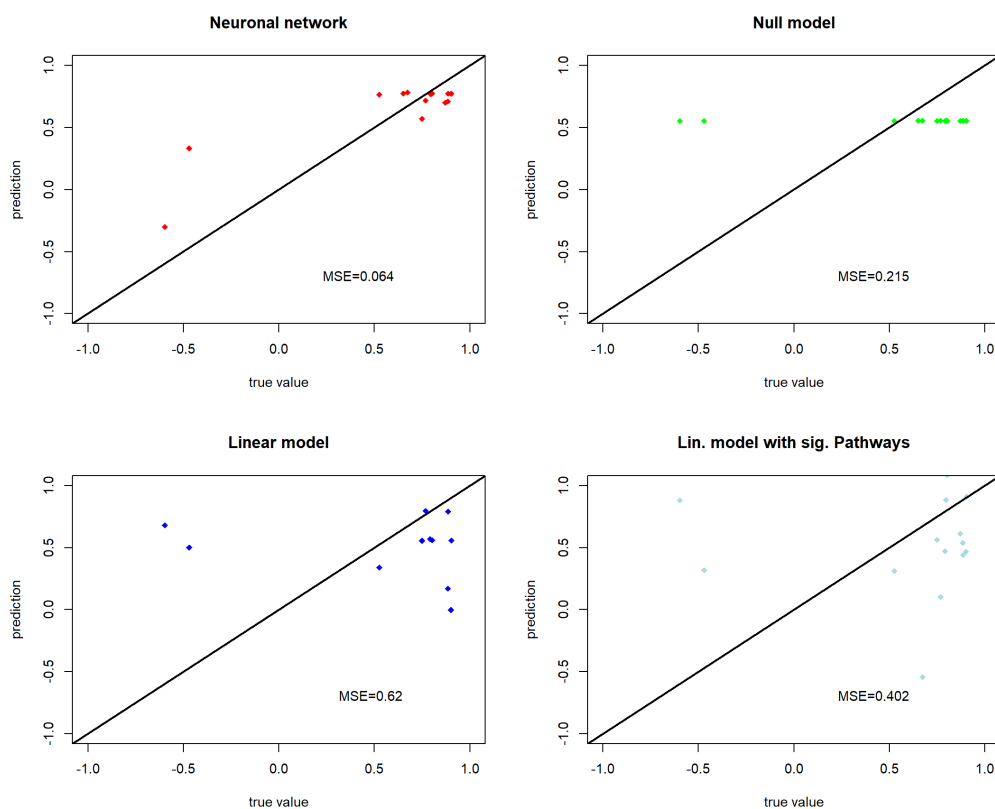 Neuronal network
1.0
0.5
0.0
-0.5
-1.0
prediction
MSE=0.064
-1.0 -0.5 0.0 0.5 1.0
true value
Null model
1.0
0.5
0.0
-0.5
-1.0
prediction
MSE=0.215
-1.0 -0.5 0.0 0.5 1.0
true value
Linear model
1.0
0.5
0.0
-0.5
-1.0
prediction
MSE=0.62
-1.0 -0.5 0.0 0.5 1.0
true value
Lin. model with sig. Pathways
1.0
0.5
0.0
-0.5
-1.0
prediction
MSE=0.402
-1.0 -0.5 0.0 0.5 1.0
true value